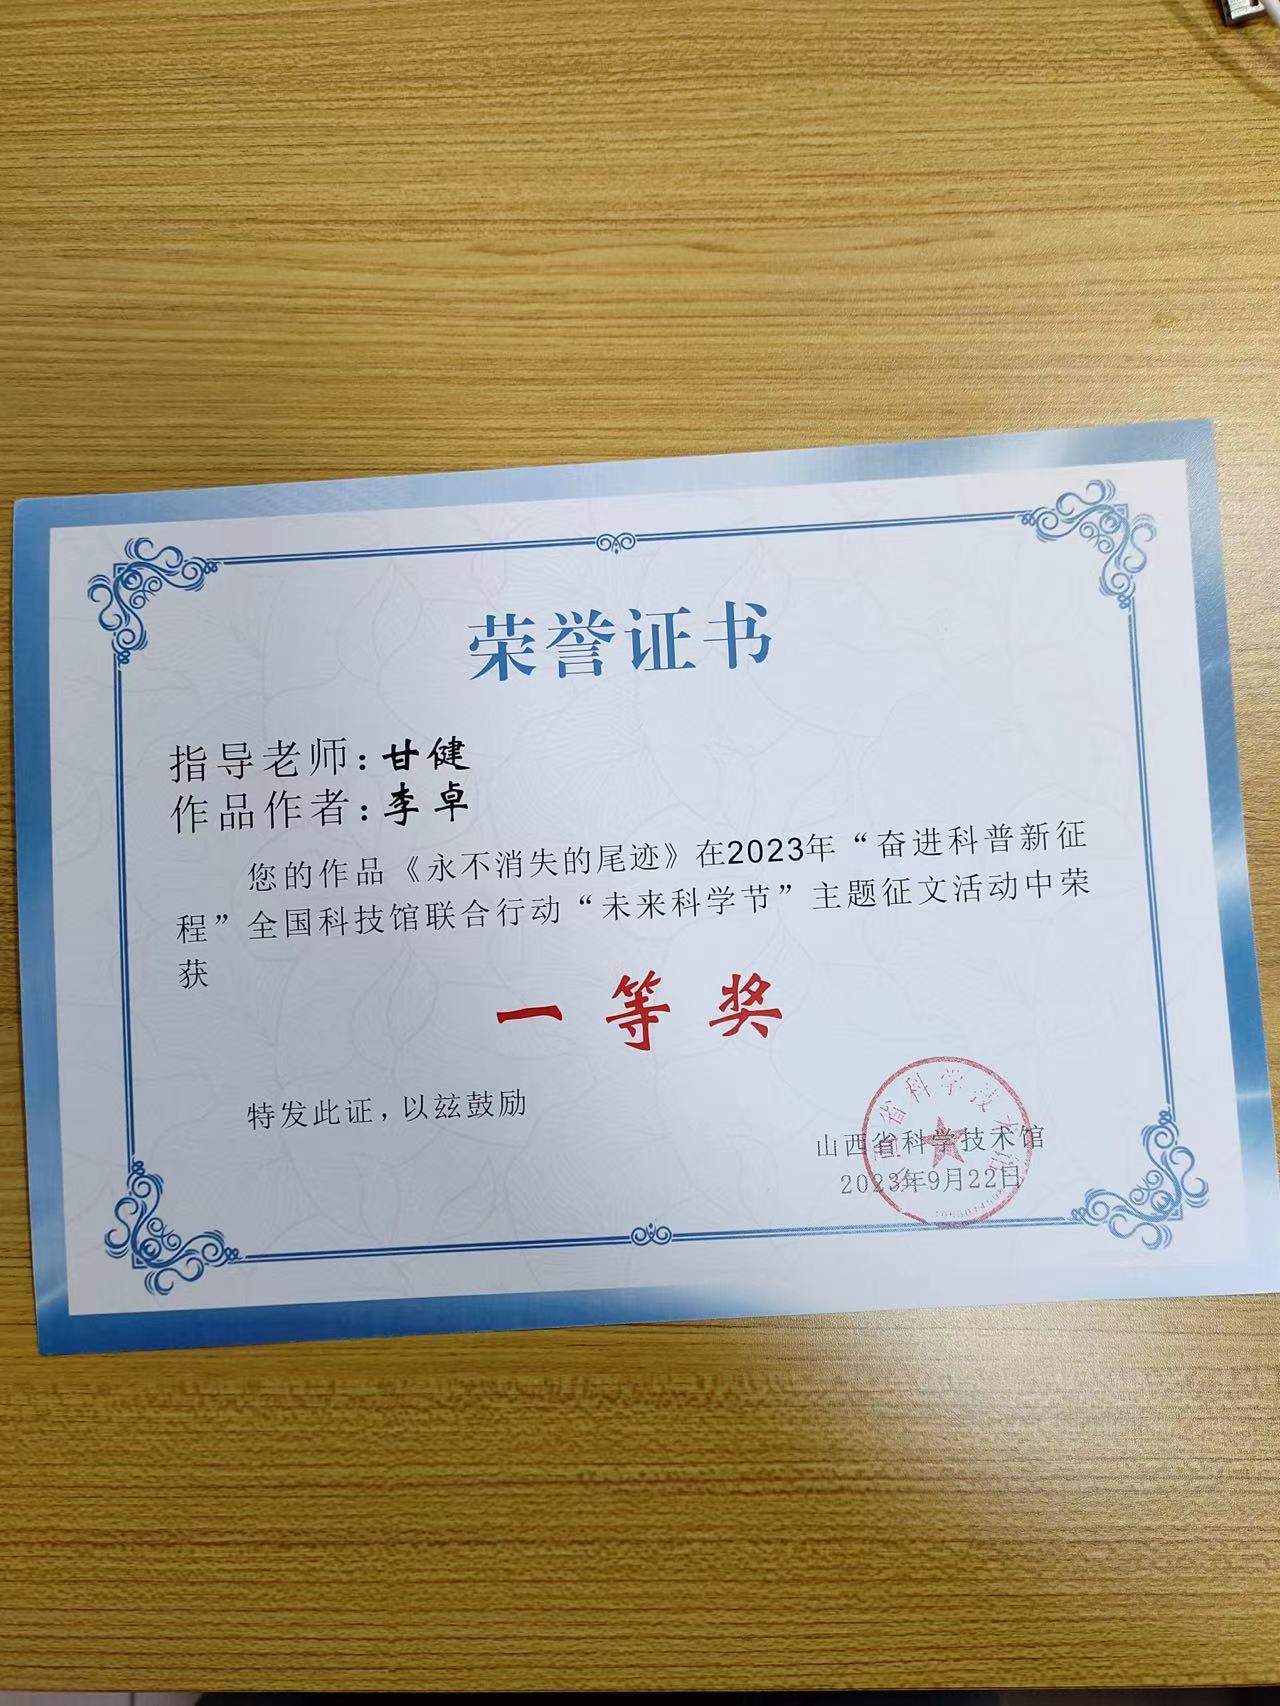 荣誉证书
指导老师：甘健
作品作者：李卓
您的作品《永不消失的尾迹》在2023年“奋进科普新征
程”全国科技馆联合行动“未来科学节”主题征文活动中荣
获
一等奖
特发此证，以兹鼓励
山西省科学技术馆
2023年9月22日